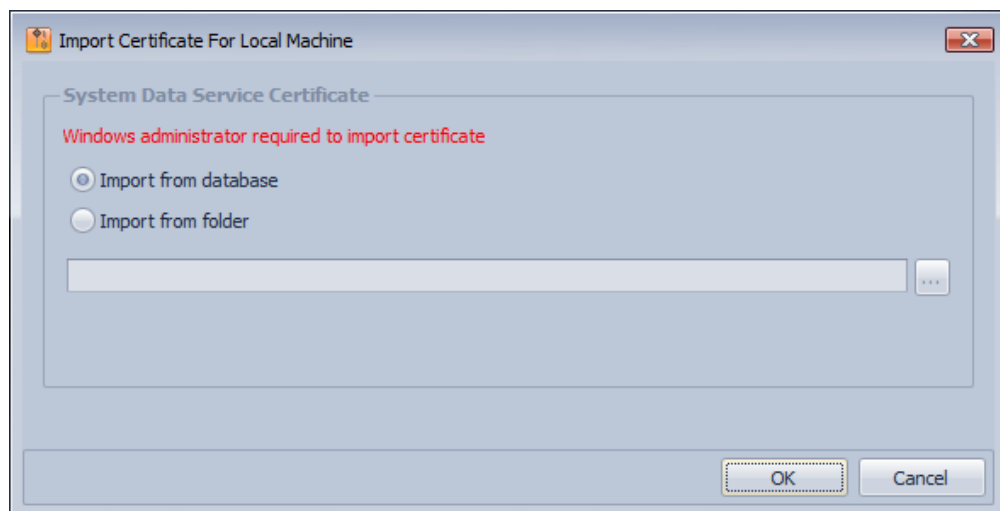 Import Certificate For Local Machine
System Data Service Certificate
Windows administrator required to import certificate
Import from database
Import from folder
...
OK
Cancel